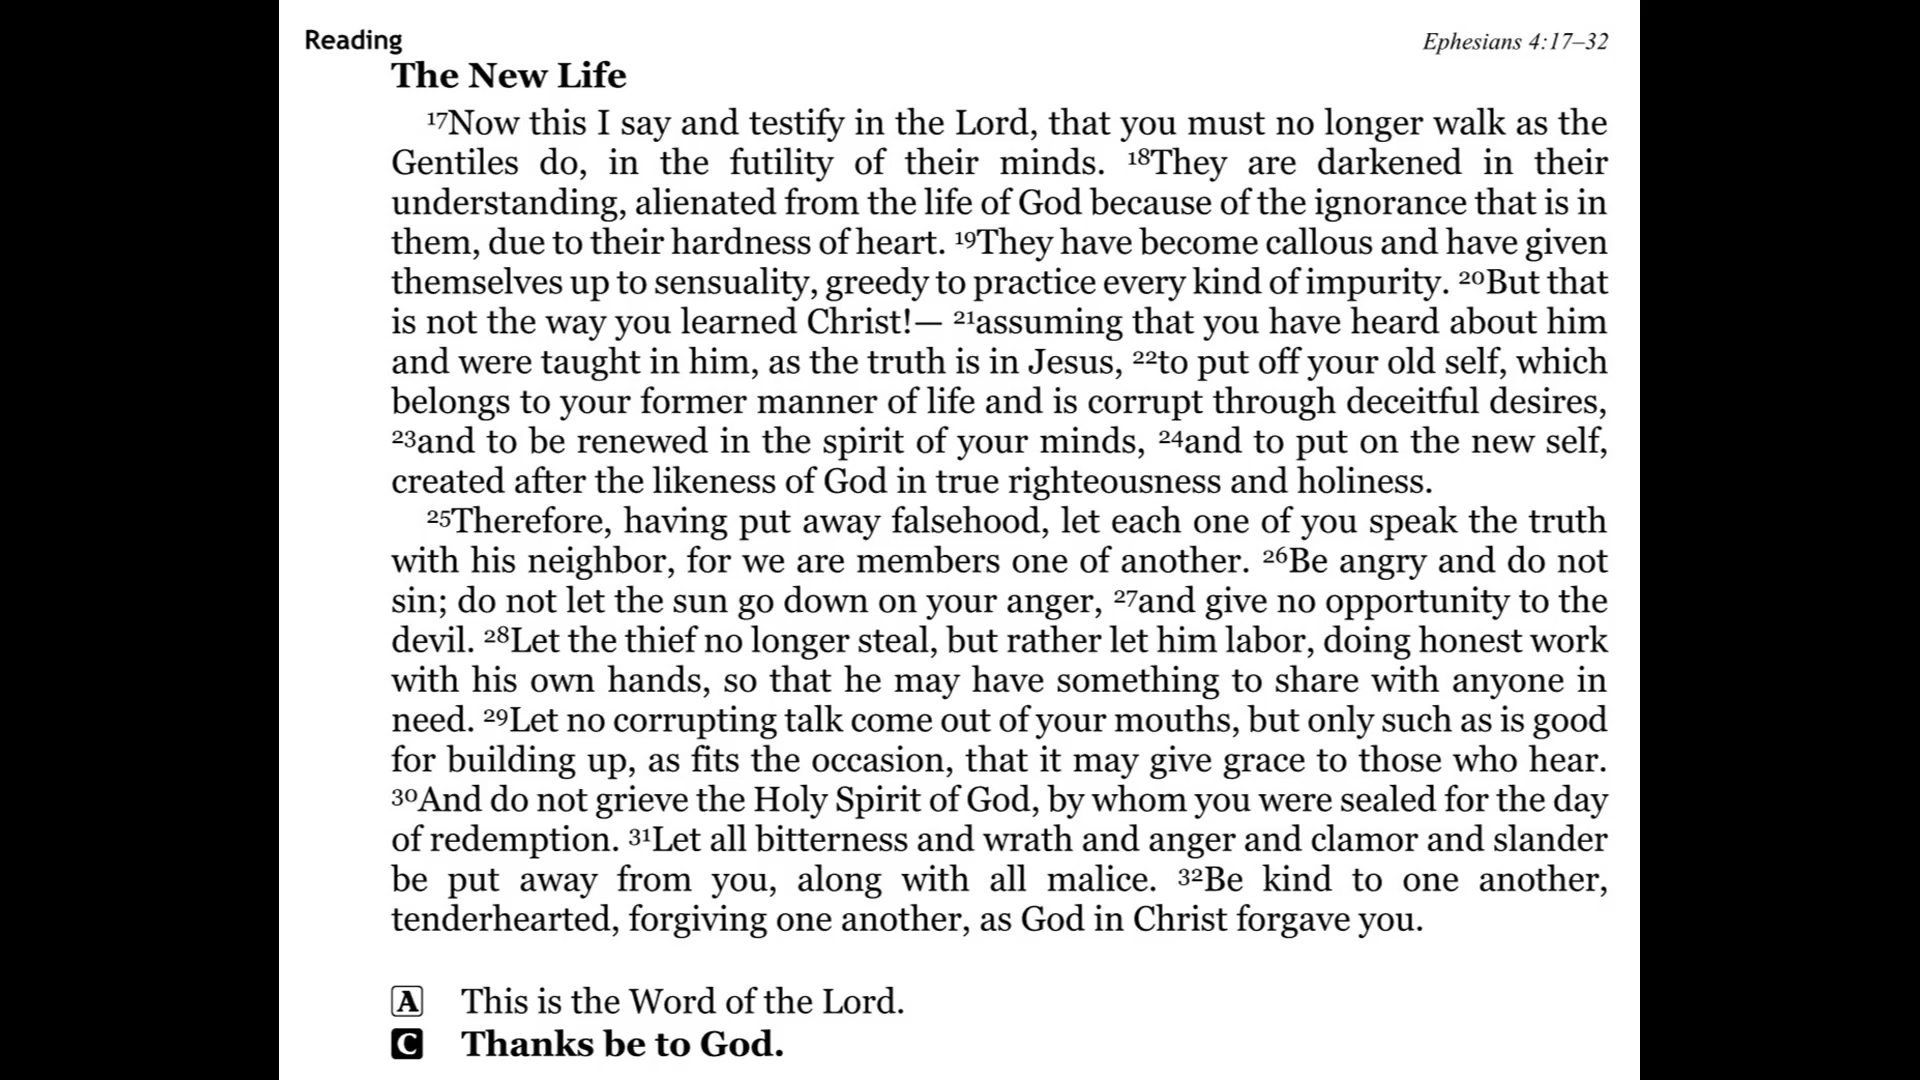 Reading
Ephesians 4:17–32
The New Life
17Now this I say and testify in the Lord, that you must no longer walk as the
Gentiles do, in the futility of their minds. 18They are darkened in their
understanding, alienated from the life of God because of the ignorance that is in
them, due to their hardness of heart. 19They have become callous and have given
themselves up to sensuality, greedy to practice every kind of impurity. 20But that
is not the way you learned Christ!— 21assuming that you have heard about him
and were taught in him, as the truth is in Jesus, 22to put off your old self, which
belongs to your former manner of life and is corrupt through deceitful desires,
23and to be renewed in the spirit of your minds, 24and to put on the new self,
created after the likeness of God in true righteousness and holiness.
25Therefore, having put away falsehood, let each one of you speak the truth
with his neighbor, for we are members one of another. 26Be angry and do not
sin; do not let the sun go down on your anger, 27and give no opportunity to the
devil. 28Let the thief no longer steal, but rather let him labor, doing honest work
with his own hands, so that he may have something to share with anyone in
need. 29Let no corrupting talk come out of your mouths, but only such as is good
for building up, as fits the occasion, that it may give grace to those who hear.
30And do not grieve the Holy Spirit of God, by whom you were sealed for the day
of redemption. 31Let all bitterness and wrath and anger and clamor and slander
be put away from you, along with all malice. 32Be kind to one another,
tenderhearted, forgiving one another, as God in Christ forgave you.
A This is the Word of the Lord.
C Thanks be to God.